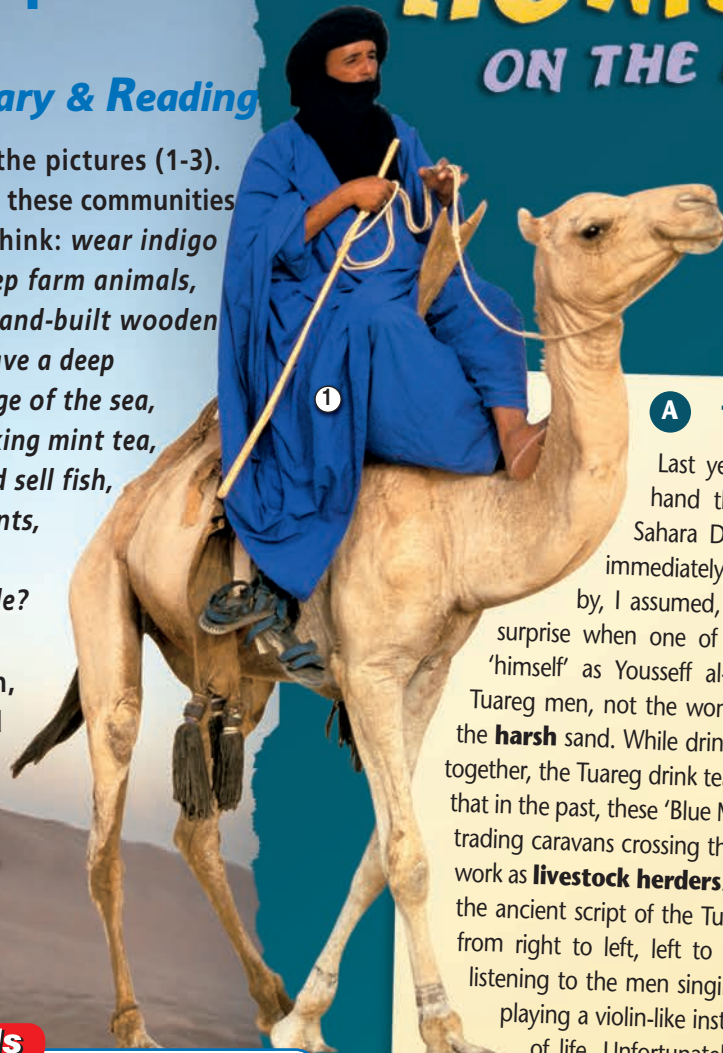 ON THE
ary & Reading
the pictures (1-3).
these communities
hink: wear indigo
ep farm animals,
and-built wooden
ave a deep
ge of the sea,
king mint tea,
d sell fish,
nts,
le?
n,
1
A
Last ye
hand th
Sahara D
immediately
by, I assumed,
surprise when one of
'himself' as Yousseff al-
Tuareg men, not the wor
the harsh sand. While drin
together, the Tuareg drink tea
that in the past, these 'Blue M
trading caravans crossing th
work as livestock herders
the ancient script of the Tu
from right to left, left to
listening to the men singi
playing a violin-like inst
of life. Unfortunatel
ls